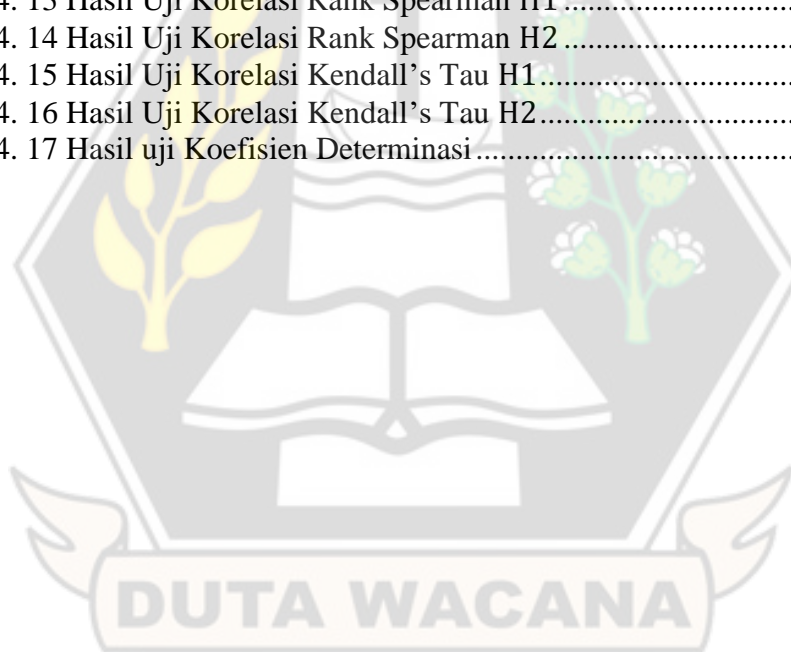 4. 13 Hasil Uji Korelasi Rank Spearman H1..............................
4. 14 Hasil Uji Korelasi Rank Spearman H2..............................
4. 15 Hasil Uji Korelasi Kendall’s Tau H1.................................
4. 16 Hasil Uji Korelasi Kendall’s Tau H2.................................
4. 17 Hasil uji Koefisien Determinasi.........................................
DUTA WACANA